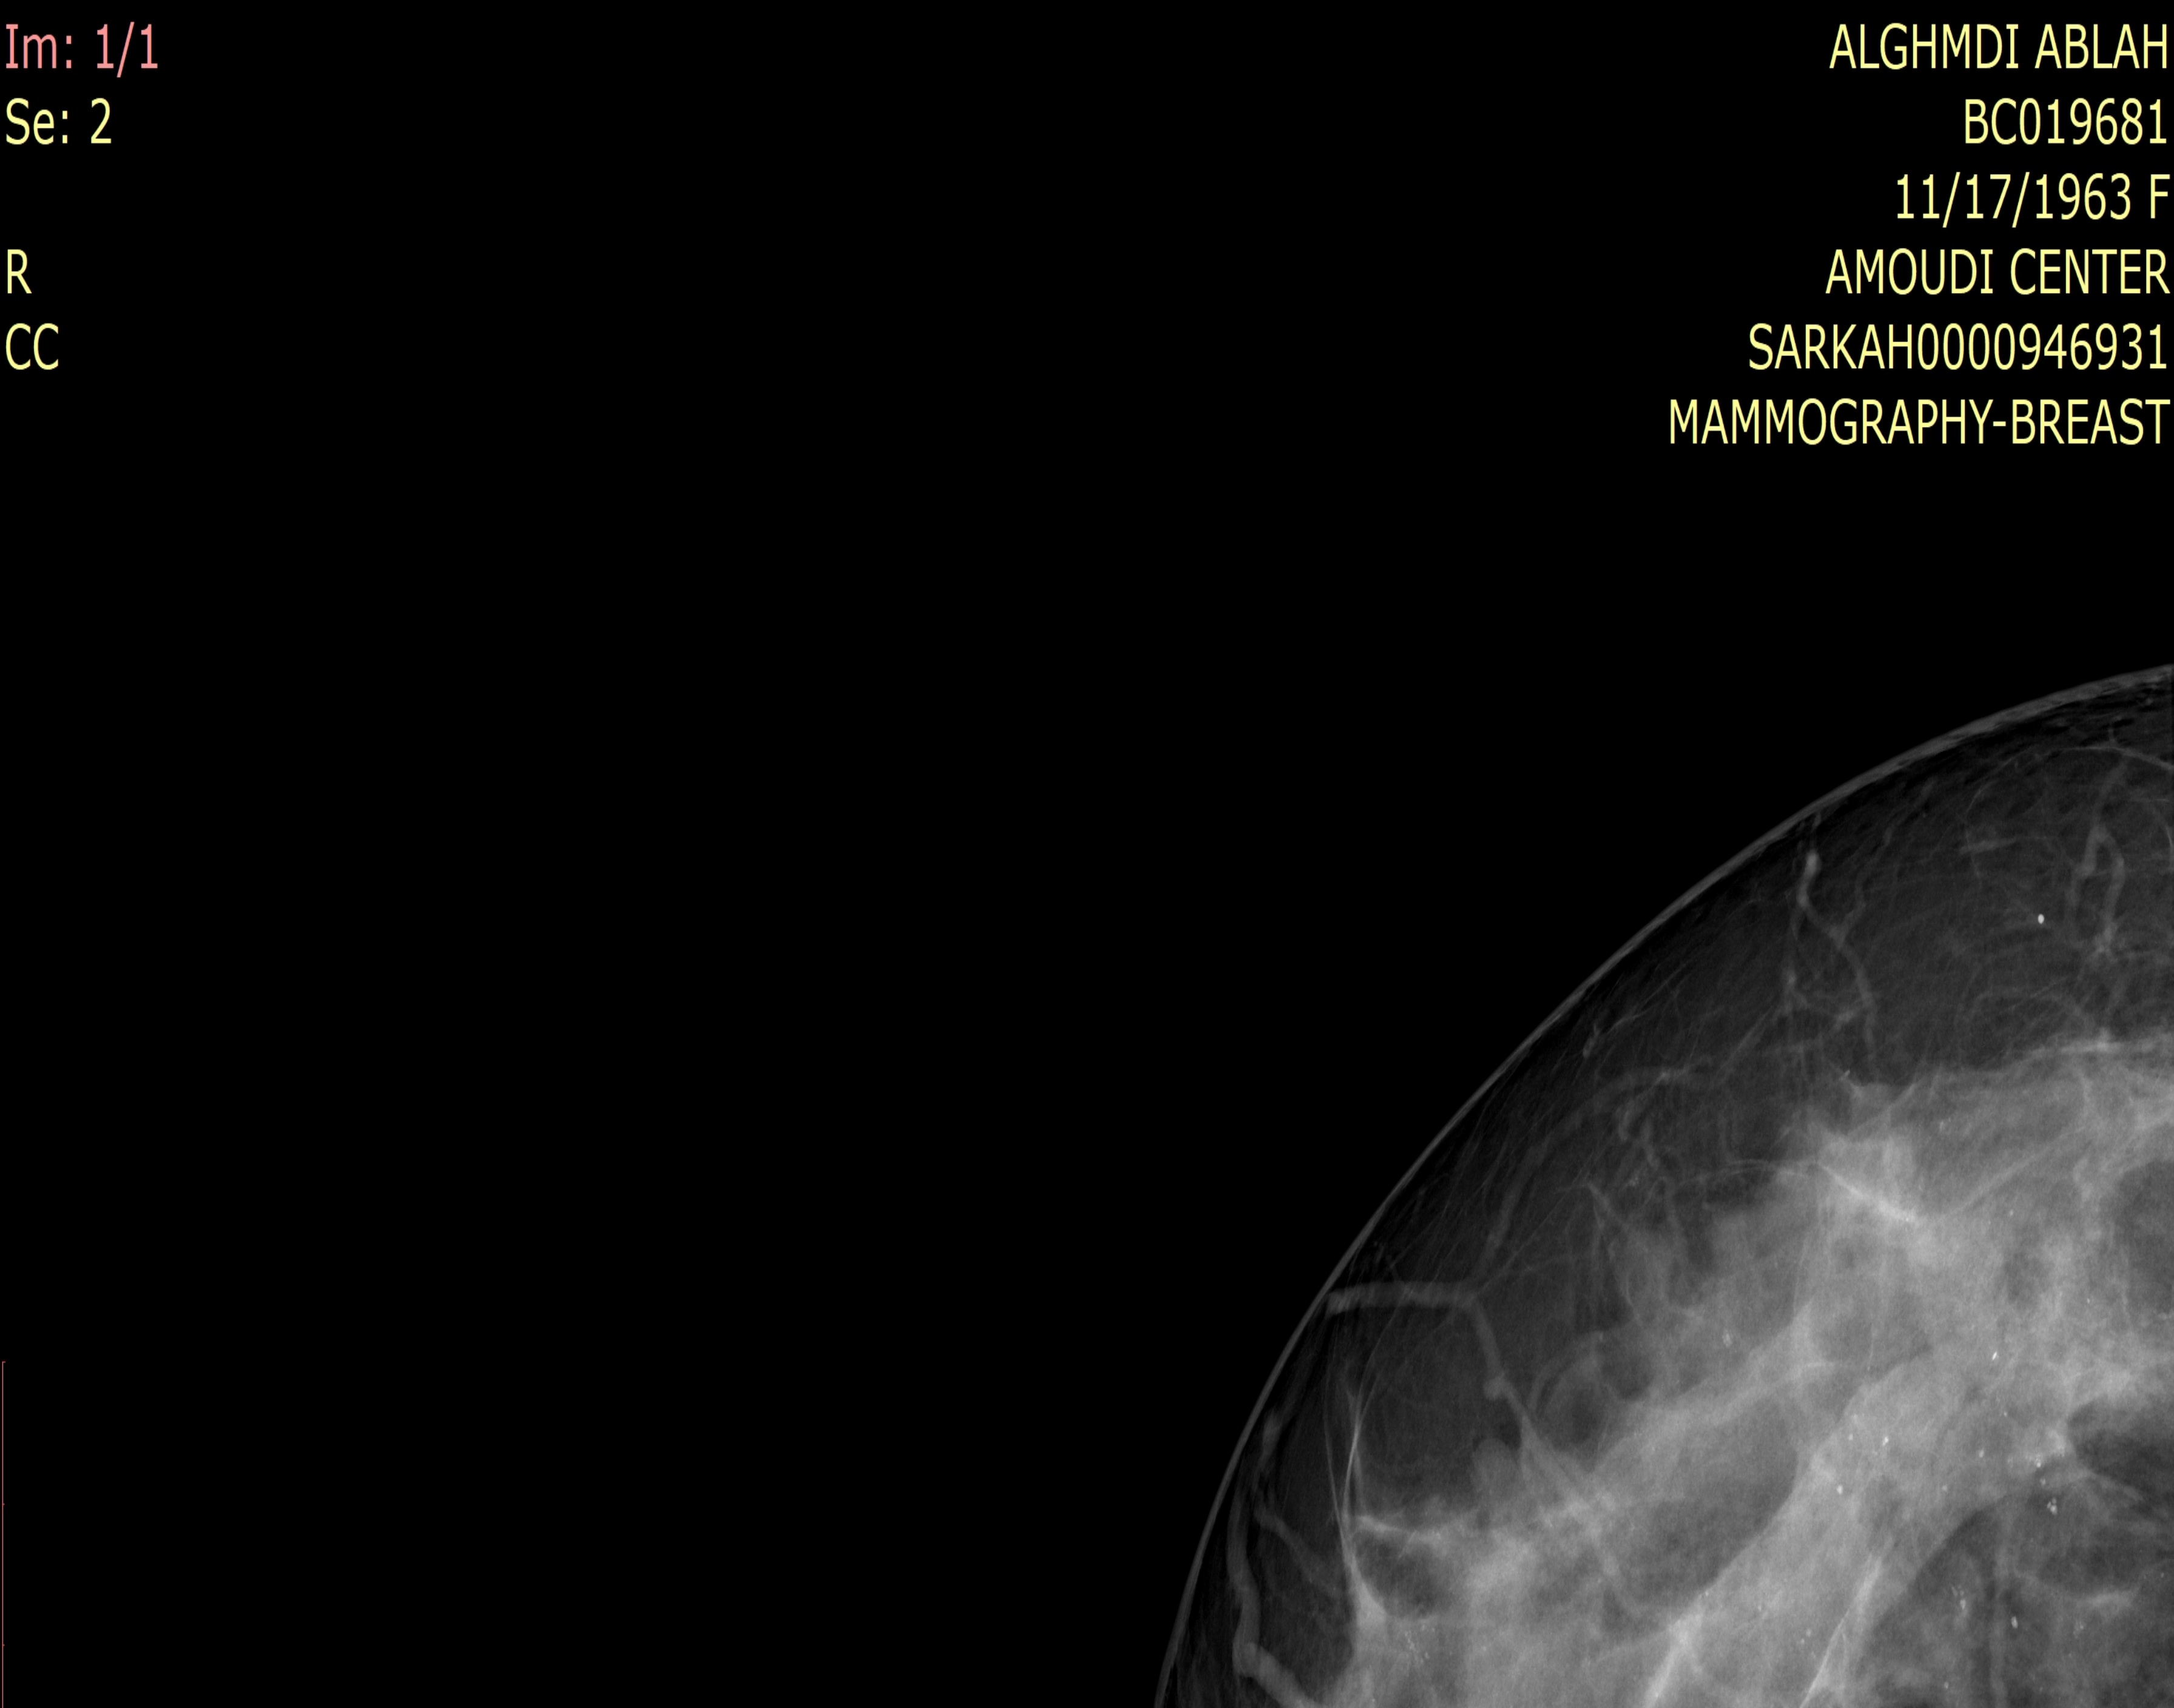 Im: 1/1
Se: 2
R
CC
ALGHMDI ABLAH
BC019681
11/17/1963 F
AMOUDI CENTER
SARKAH0000946931
MAMMOGRAPHY-BREAST